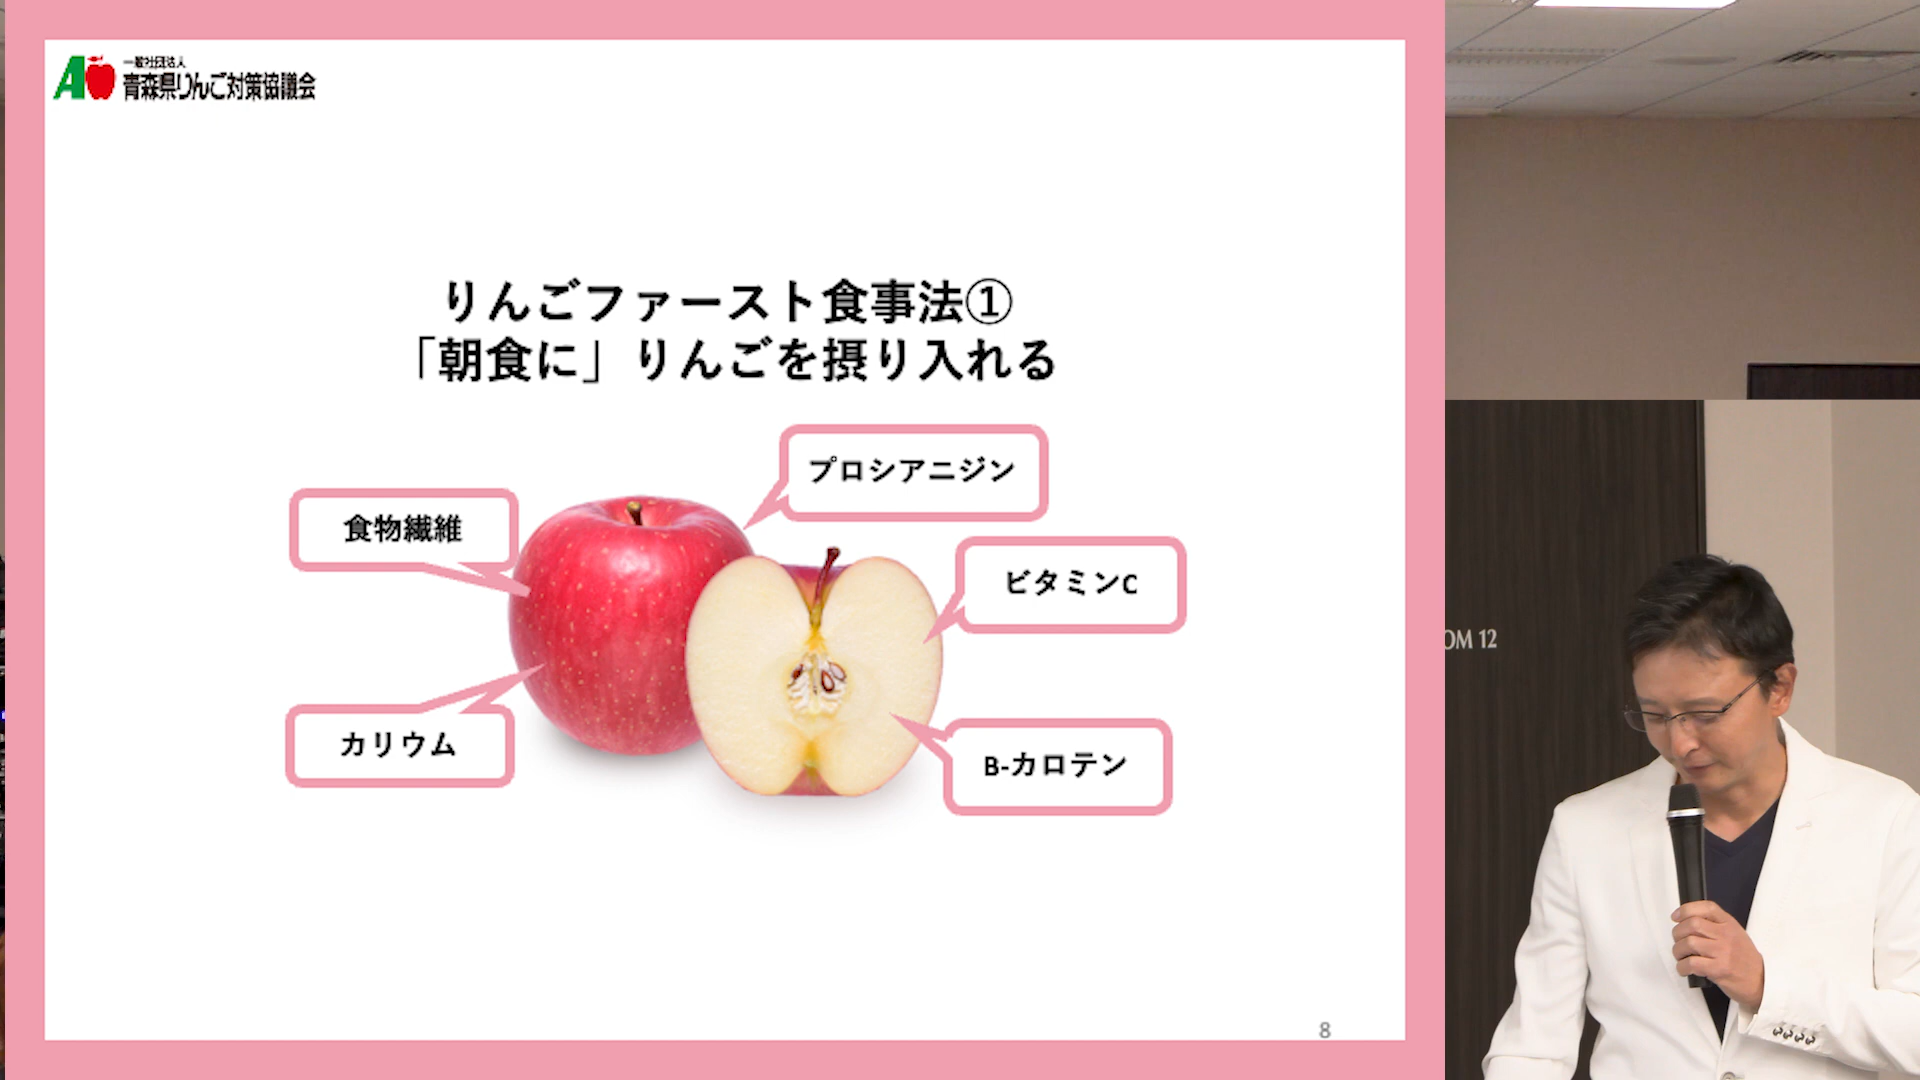 一般社団法人
青森県りんご対策協議会
りんごファースト食事法①
「朝食に」りんごを摂り入れる
プロシアニジン
食物繊維
ビタミンC
カリウム
B-カロテン
8
OM 12